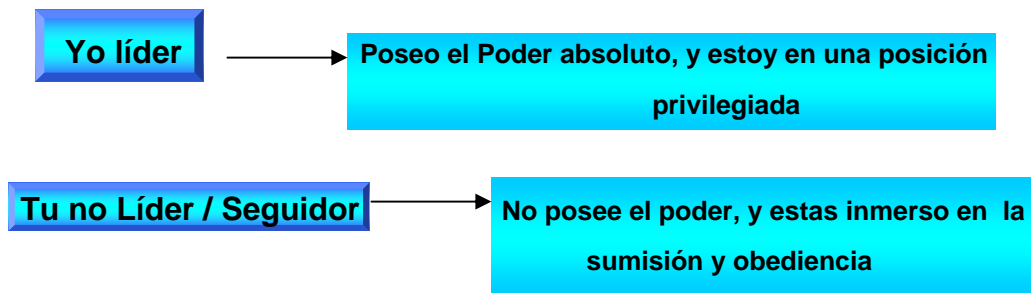 Yo líder
Poseo el Poder absoluto, y estoy en una posición
privilegiada
Tu no Líder / Seguidor
No posee el poder, y estas inmerso en la
sumisión y obediencia